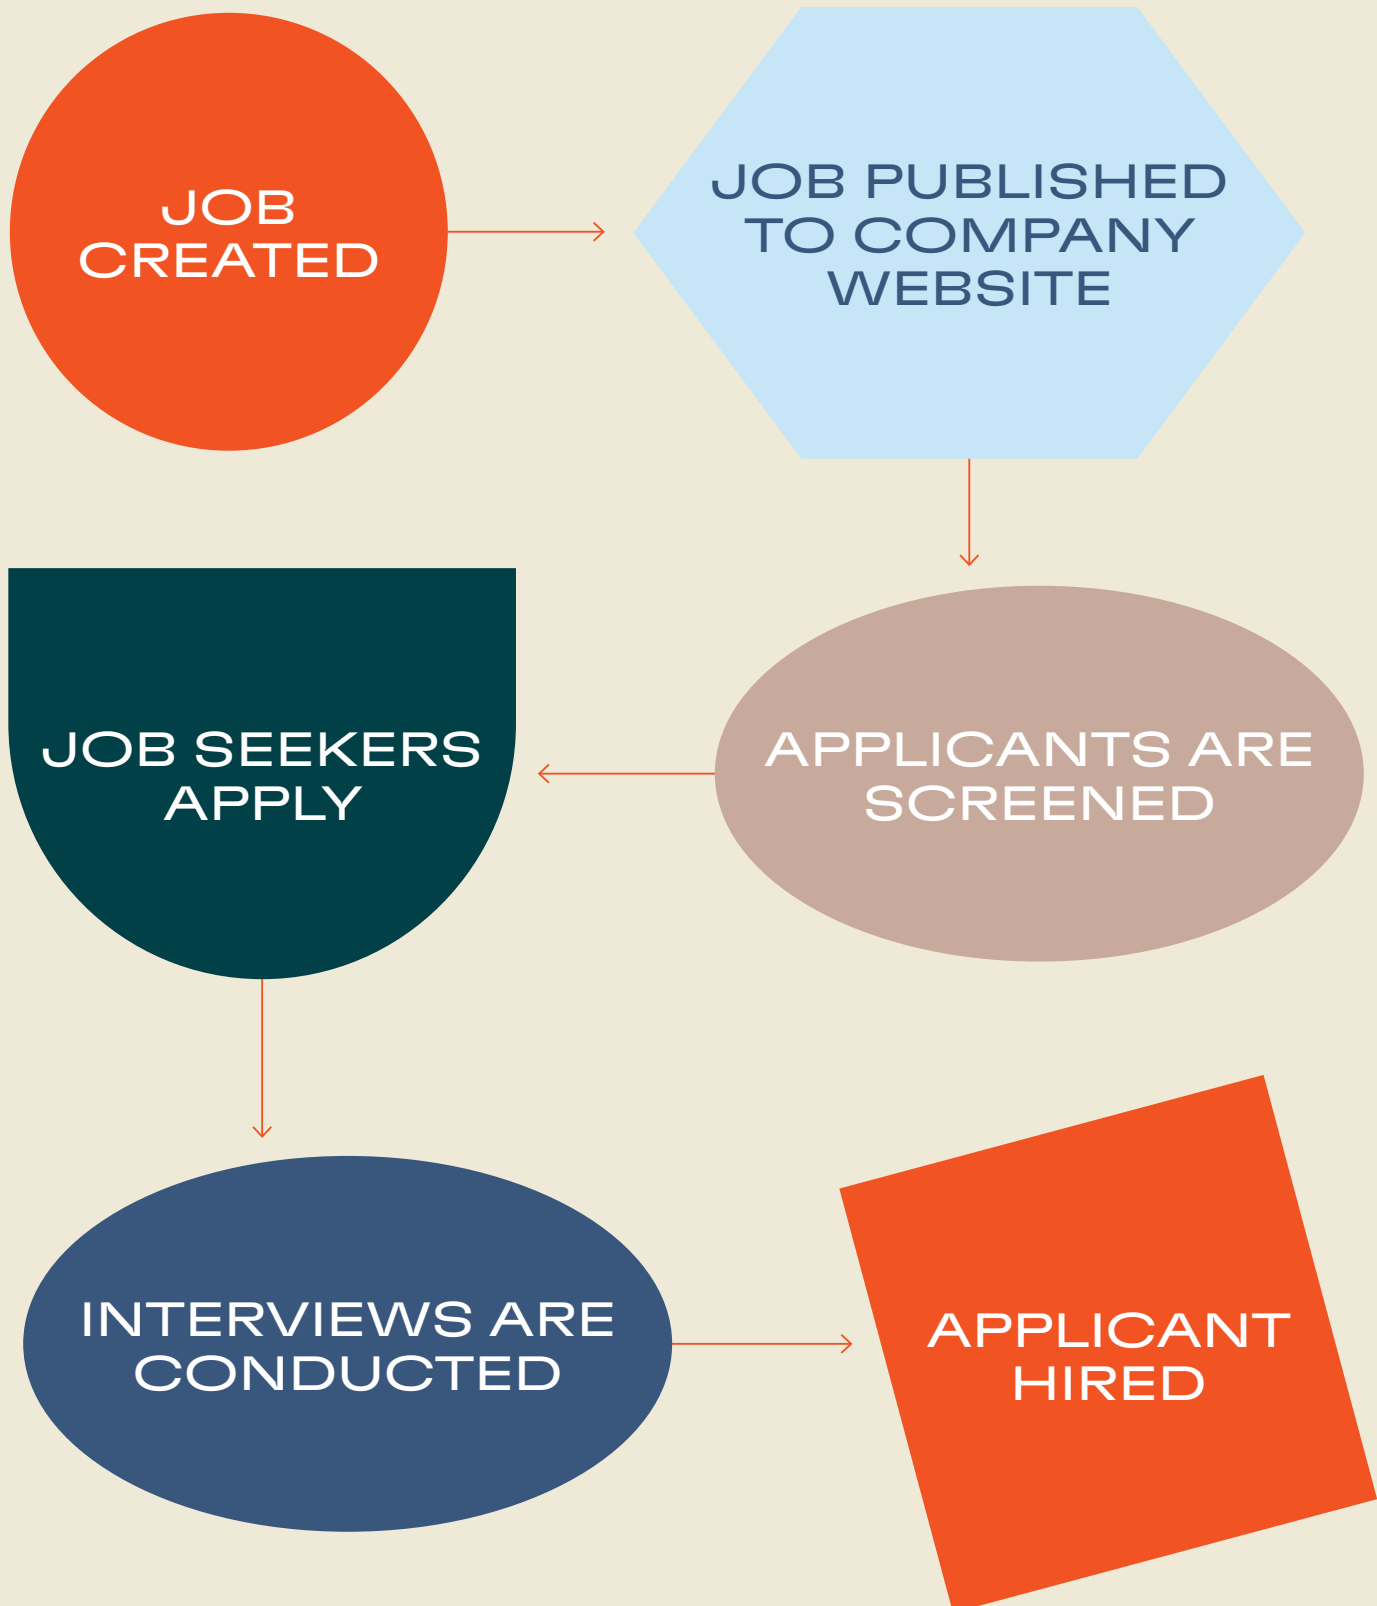 JOB
CREATED
JOB PUBLISHED
TO COMPANY
WEBSITE
APPLICANTS ARE
SCREENED
JOB SEEKERS
APPLY
INTERVIEWS ARE
CONDUCTED
APPLICANT
HIRED